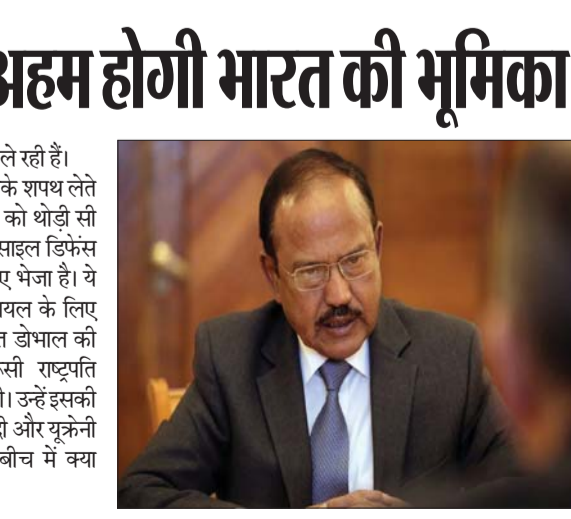 अहम होगी भारत की भूमिका
ले रही हैं।
के शपथ लेते
को थोड़ी सी
साइल डिफेंस
ए भेजा है। ये
यल के लिए
त डोभाल की
सी राष्ट्रपति
ी। उन्हें इसकी
ी और यूक्रेनी
बीच में क्या